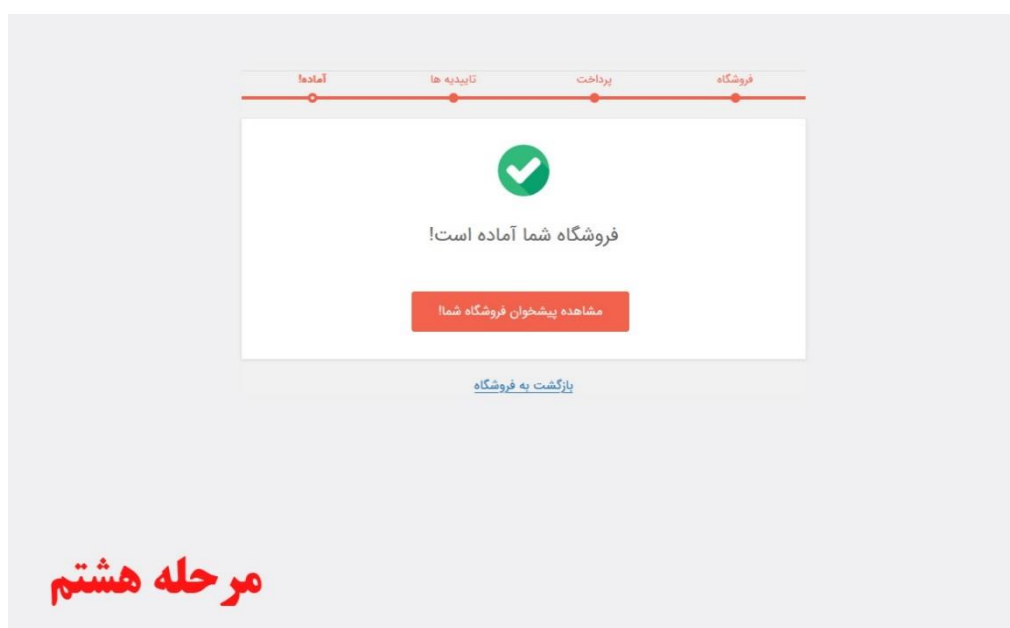 فروشگاه پرداخت تاییدیه ها آماده!
فروشگاه شما آماده است!
مشاهده پیشخوان فروشگاه شما!
بازگشت به فروشگاه
مرحله هشتم